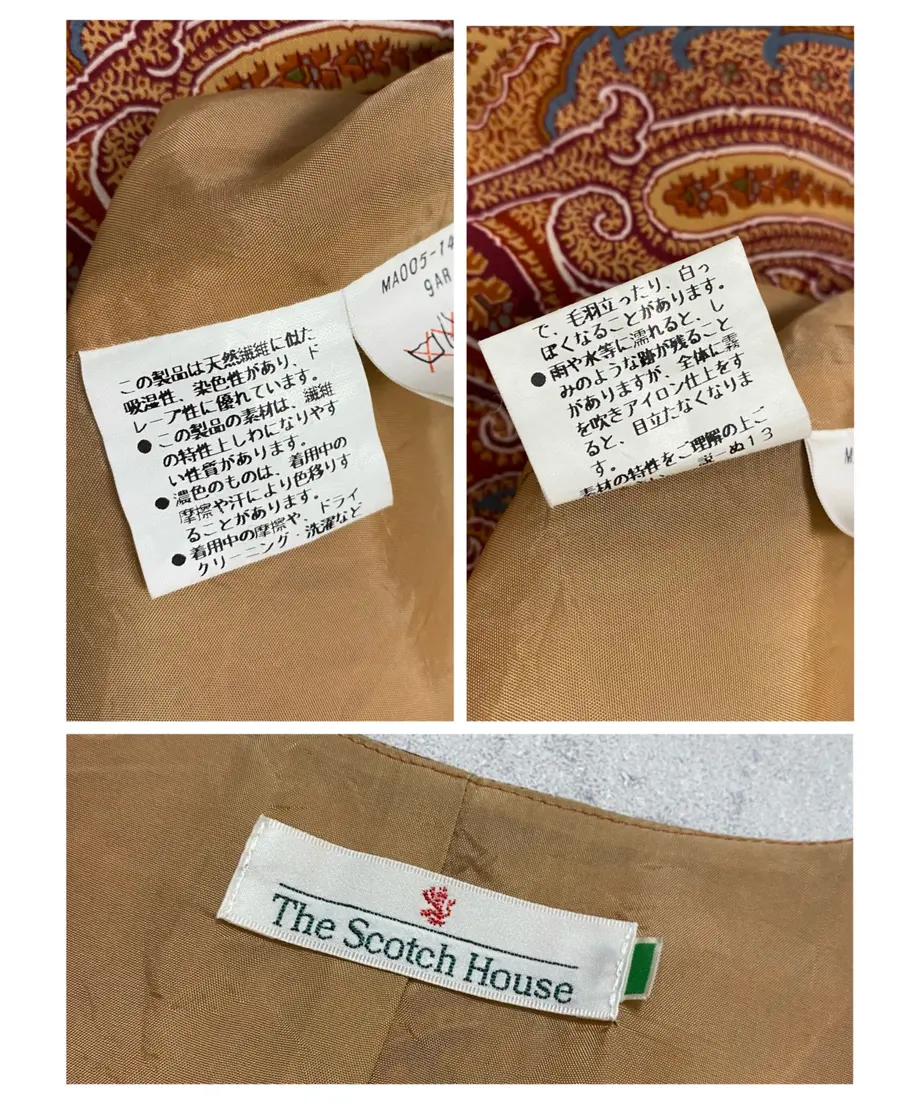 MA005-14
9AR
この製品は天然繊維に似た
吸湿性、染色性があり、ド
レープ性に優れています。
●この製品の素材は、繊維
の特性上しわになりやす
い性質があります。
●濃色のものは、着用中の
摩擦や汗により色移りす
ることがあります。
●着用中の摩擦や、ドライ
クリーニング・洗濯など
で、毛羽立ったり、白っ
ぽくなることがあります。
●雨や水等に濡れると、し
みのような跡が残ること
がありますが、全体に霧
を吹きアイロン仕上をす
ると、目立たなくなりま
す。
素材の特性をご理解の上ご
M
The Scotch House